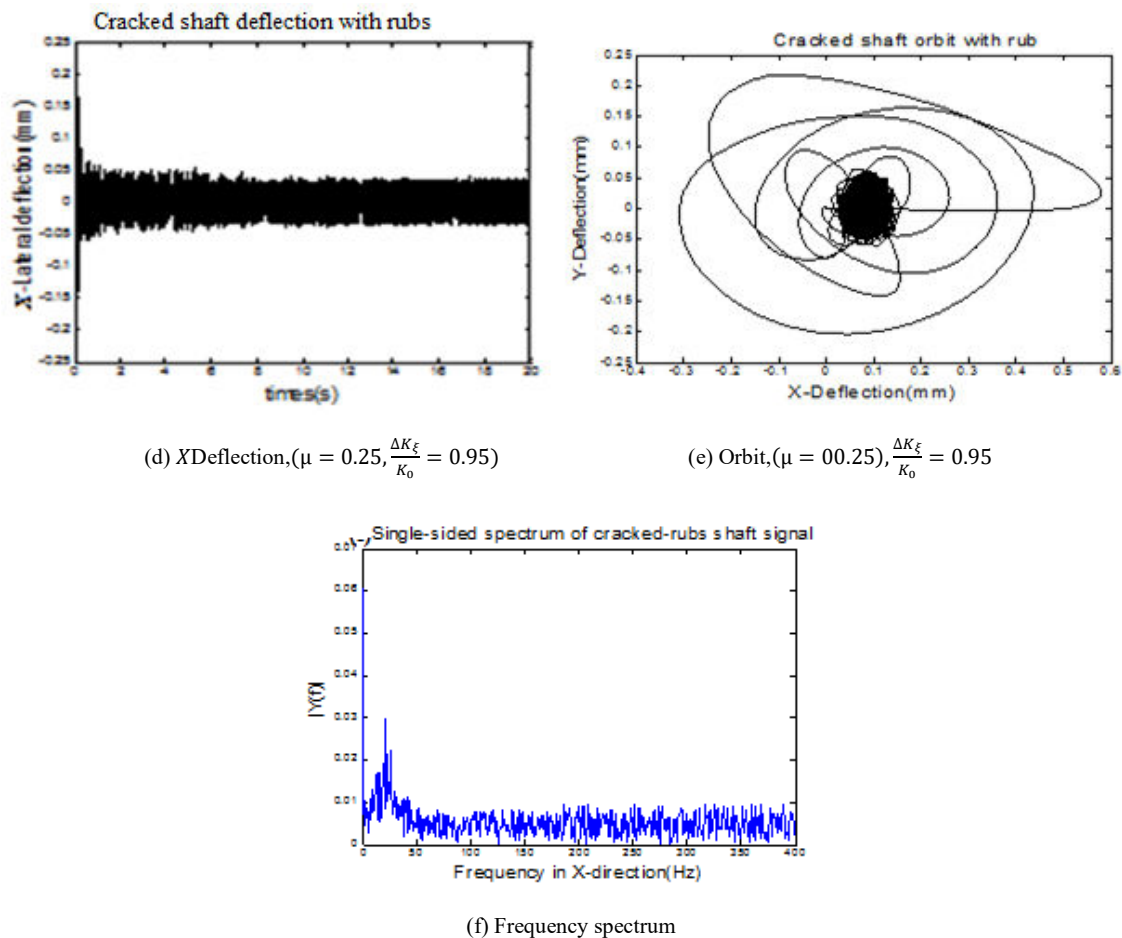 Cracked shaft deflection with rubs
0.25
0.2
0.15
0.1
0.05
0
-0.05
-0.1
-0.15
-0.2
-0.25
X-Lateral deflection(mm)
0 2 4 6 8 10 12 14 16 18 20
times(s)
Cracked shaft orbit with rub
0.25
0.2
0.15
0.1
0.05
0
-0.05
-0.1
-0.15
-0.2
-0.25
Y-Deflection(mm)
-0.4 -0.3 -0.2 -0.1 0 0.1 0.2 0.3 0.4 0.5 0.6
X-Deflection(mm)
(d) XDeflection,(μ = 0.25, ΔKξ/K0 = 0.95)
(e) Orbit,(μ = 00.25), ΔKξ/K0 = 0.95
Single-sided spectrum of cracked-rubs shaft signal
0.06
0.05
0.04
0.03
0.02
0.01
0
|Y(f)|
0 50 100 150 200 250 300 350 400
Frequency in X-direction(Hz)
(f) Frequency spectrum